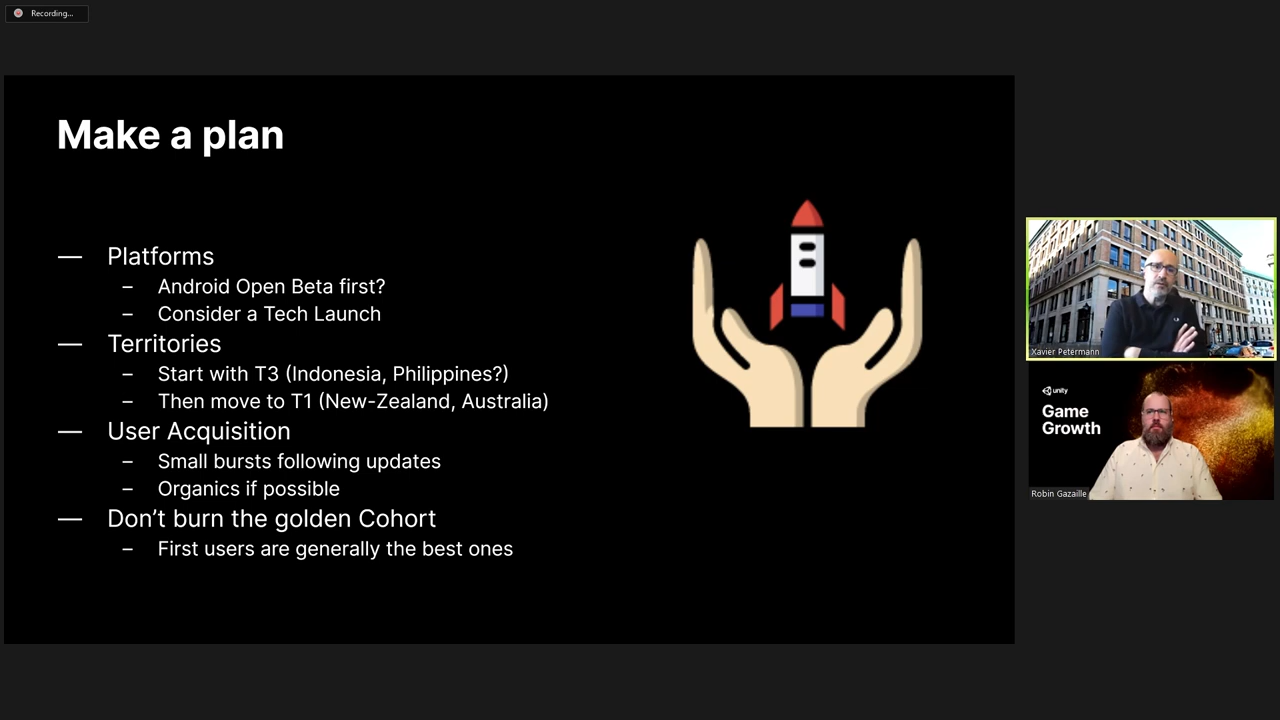 Recording...
Make a plan
— Platforms
– Android Open Beta first?
– Consider a Tech Launch
— Territories
– Start with T3 (Indonesia, Philippines?)
– Then move to T1 (New-Zealand, Australia)
— User Acquisition
– Small bursts following updates
– Organics if possible
— Don’t burn the golden Cohort
– First users are generally the best ones
Xavier Petermann
unity
Game
Growth
Robin Gazaille